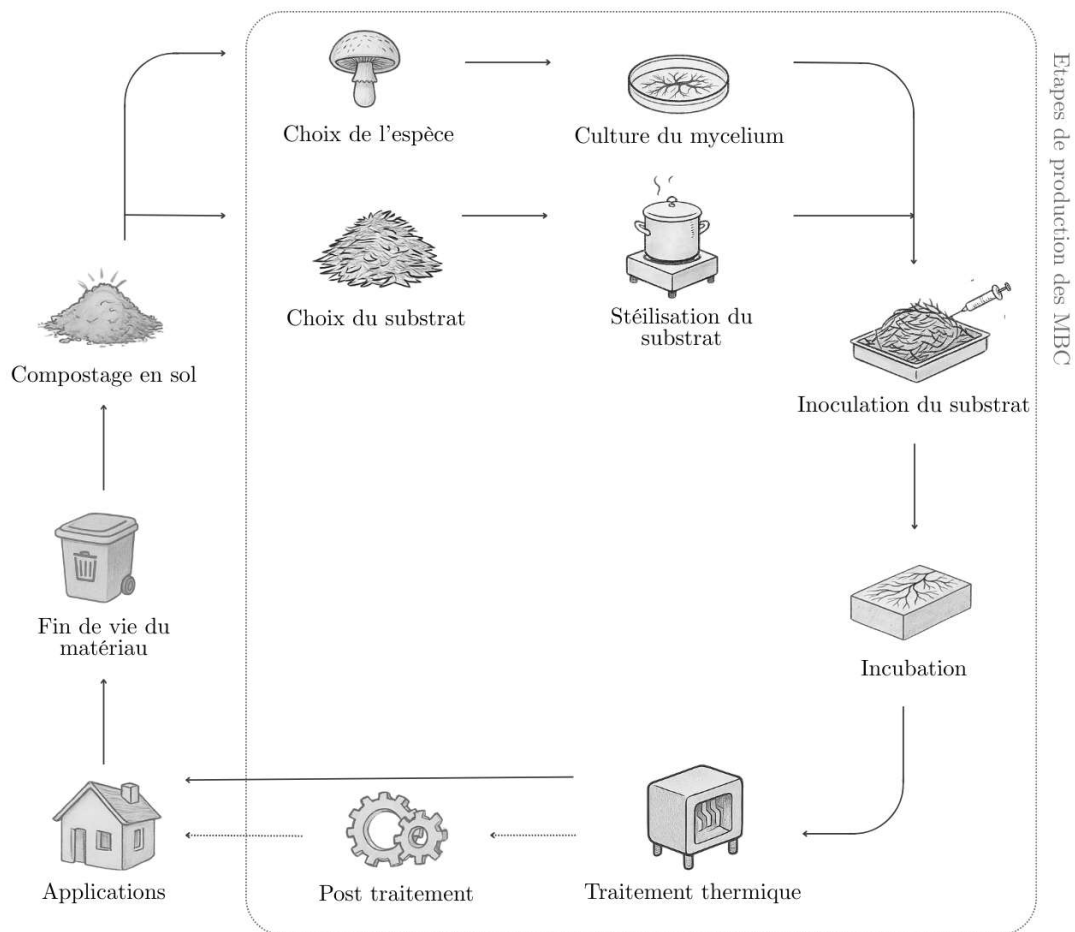 Choix de l'espèce
Culture du mycelium
Etapes de production des MBC
Choix du substrat
Stéilisation du
substrat
Compostage en sol
Inoculation du substrat
Fin de vie du
matériau
Incubation
Applications
Post traitement
Traitement thermique